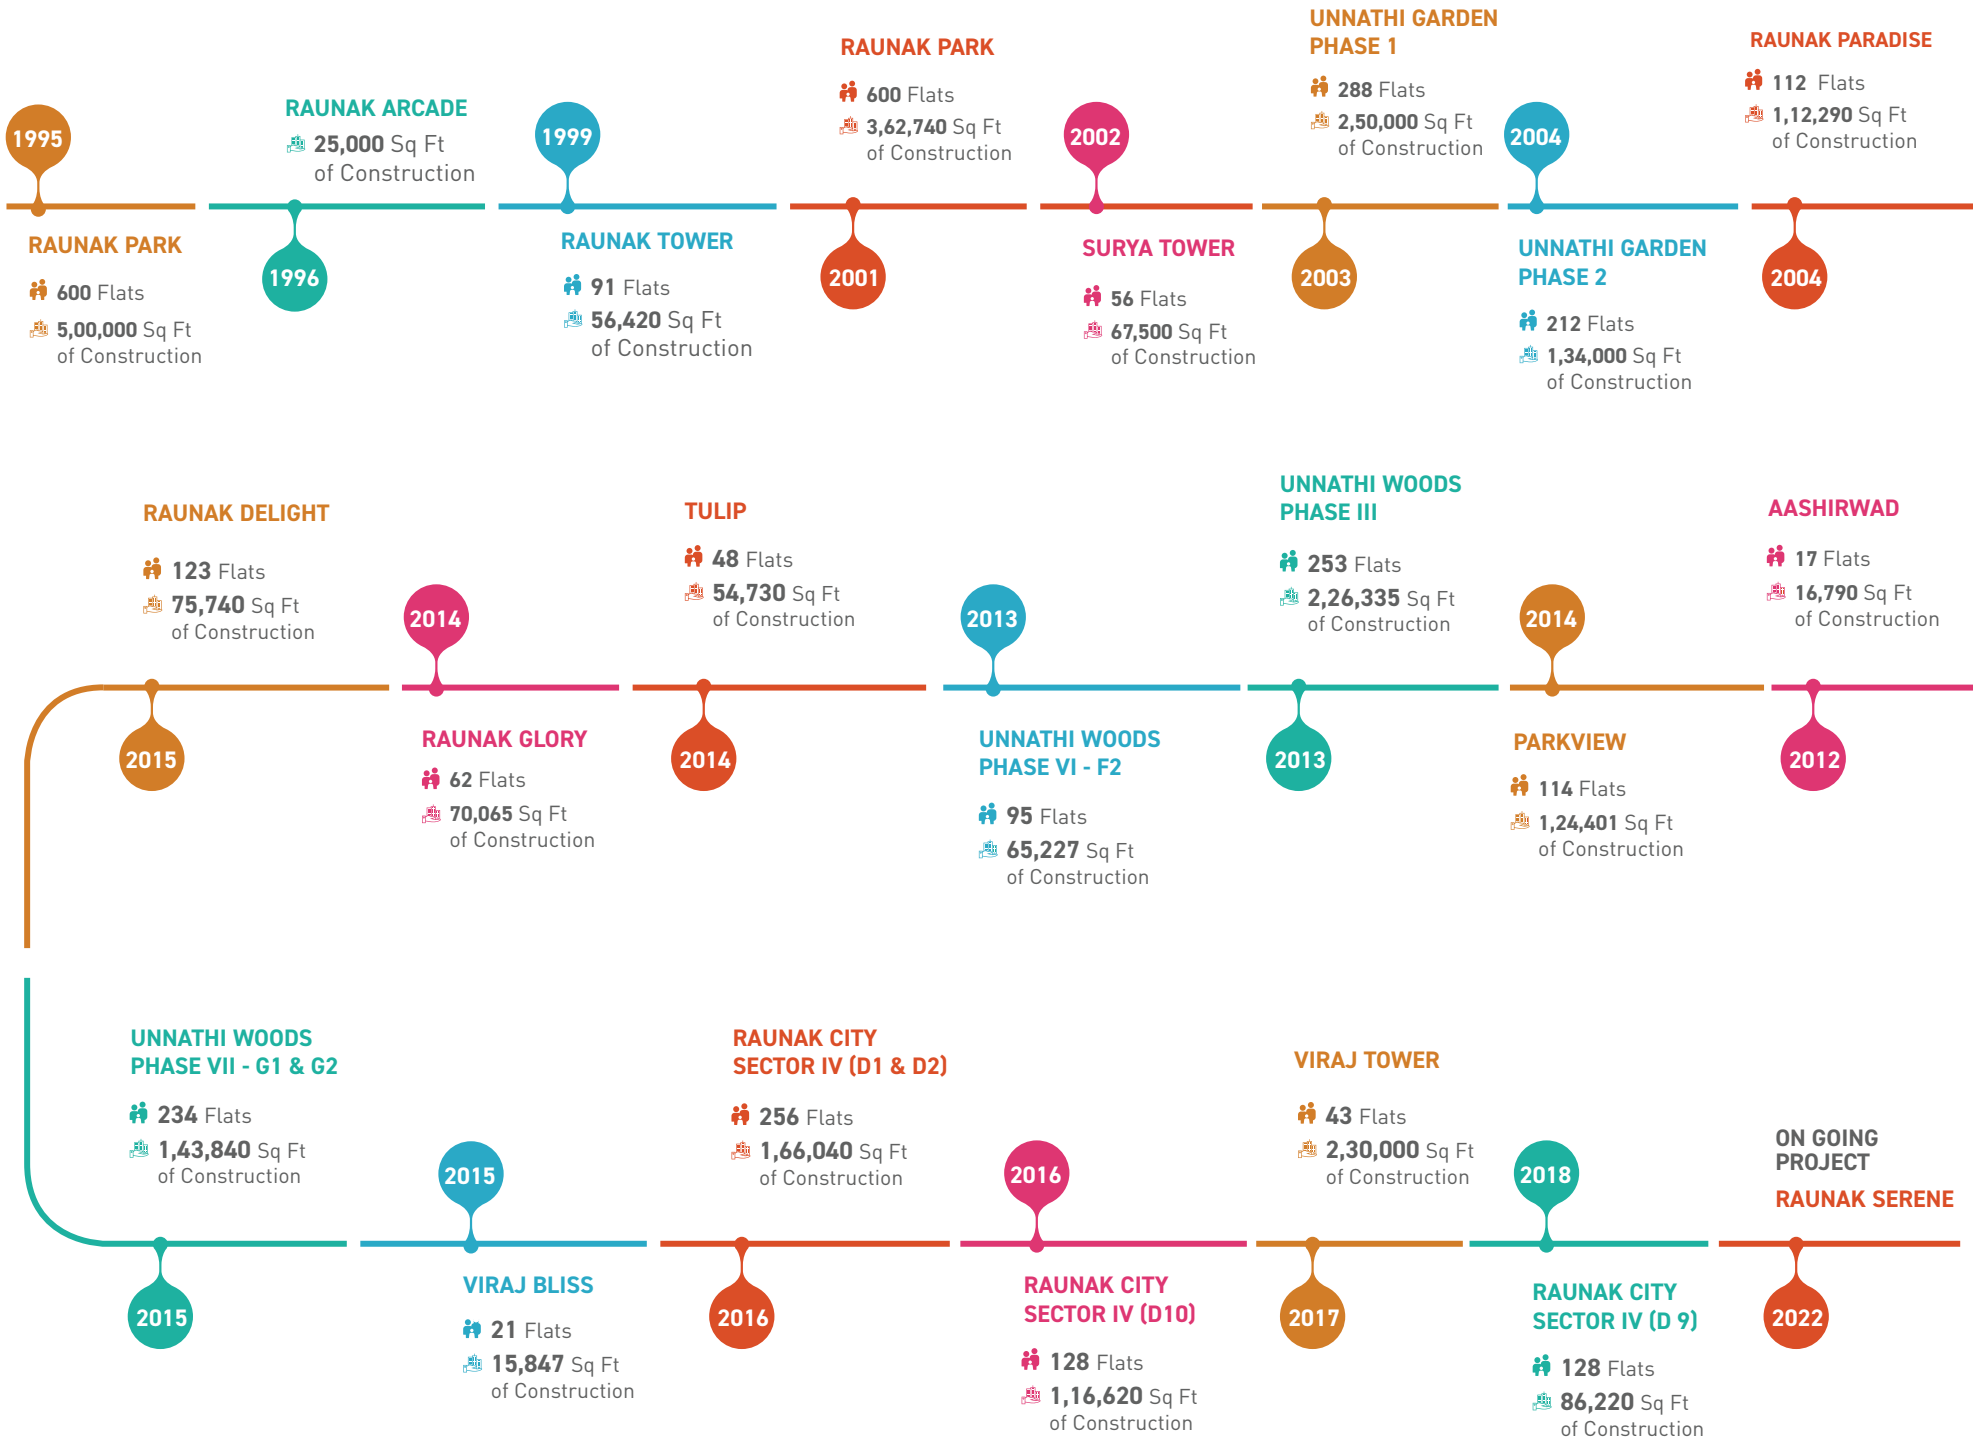 1995
RAUNAK PARK
600 Flats
5,00,000 Sq Ft
of Construction
RAUNAK ARCADE
25,000 Sq Ft
of Construction
1996
1999
RAUNAK TOWER
91 Flats
56,420 Sq Ft
of Construction
RAUNAK PARK
600 Flats
3,62,740 Sq Ft
of Construction
2001
2002
SURYA TOWER
56 Flats
67,500 Sq Ft
of Construction
UNNATHI GARDEN
PHASE 1
288 Flats
2,50,000 Sq Ft
of Construction
2003
2004
UNNATHI GARDEN
PHASE 2
212 Flats
1,34,000 Sq Ft
of Construction
RAUNAK PARADISE
112 Flats
1,12,290 Sq Ft
of Construction
2004
RAUNAK DELIGHT
123 Flats
75,740 Sq Ft
of Construction
2015
2014
RAUNAK GLORY
62 Flats
70,065 Sq Ft
of Construction
TULIP
48 Flats
54,730 Sq Ft
of Construction
2014
2013
UNNATHI WOODS
PHASE VI - F2
95 Flats
65,227 Sq Ft
of Construction
UNNATHI WOODS
PHASE III
253 Flats
2,26,335 Sq Ft
of Construction
2013
2014
PARKVIEW
114 Flats
1,24,401 Sq Ft
of Construction
AASHIRWAD
17 Flats
16,790 Sq Ft
of Construction
2012
UNNATHI WOODS
PHASE VII - G1 & G2
234 Flats
1,43,840 Sq Ft
of Construction
2015
2015
VIRAJ BLISS
21 Flats
15,847 Sq Ft
of Construction
RAUNAK CITY
SECTOR IV (D1 & D2)
256 Flats
1,66,040 Sq Ft
of Construction
2016
2016
RAUNAK CITY
SECTOR IV (D10)
128 Flats
1,16,620 Sq Ft
of Construction
VIRAJ TOWER
43 Flats
2,30,000 Sq Ft
of Construction
2017
2018
RAUNAK CITY
SECTOR IV (D 9)
128 Flats
86,220 Sq Ft
of Construction
ON GOING
PROJECT
RAUNAK SERENE
2022